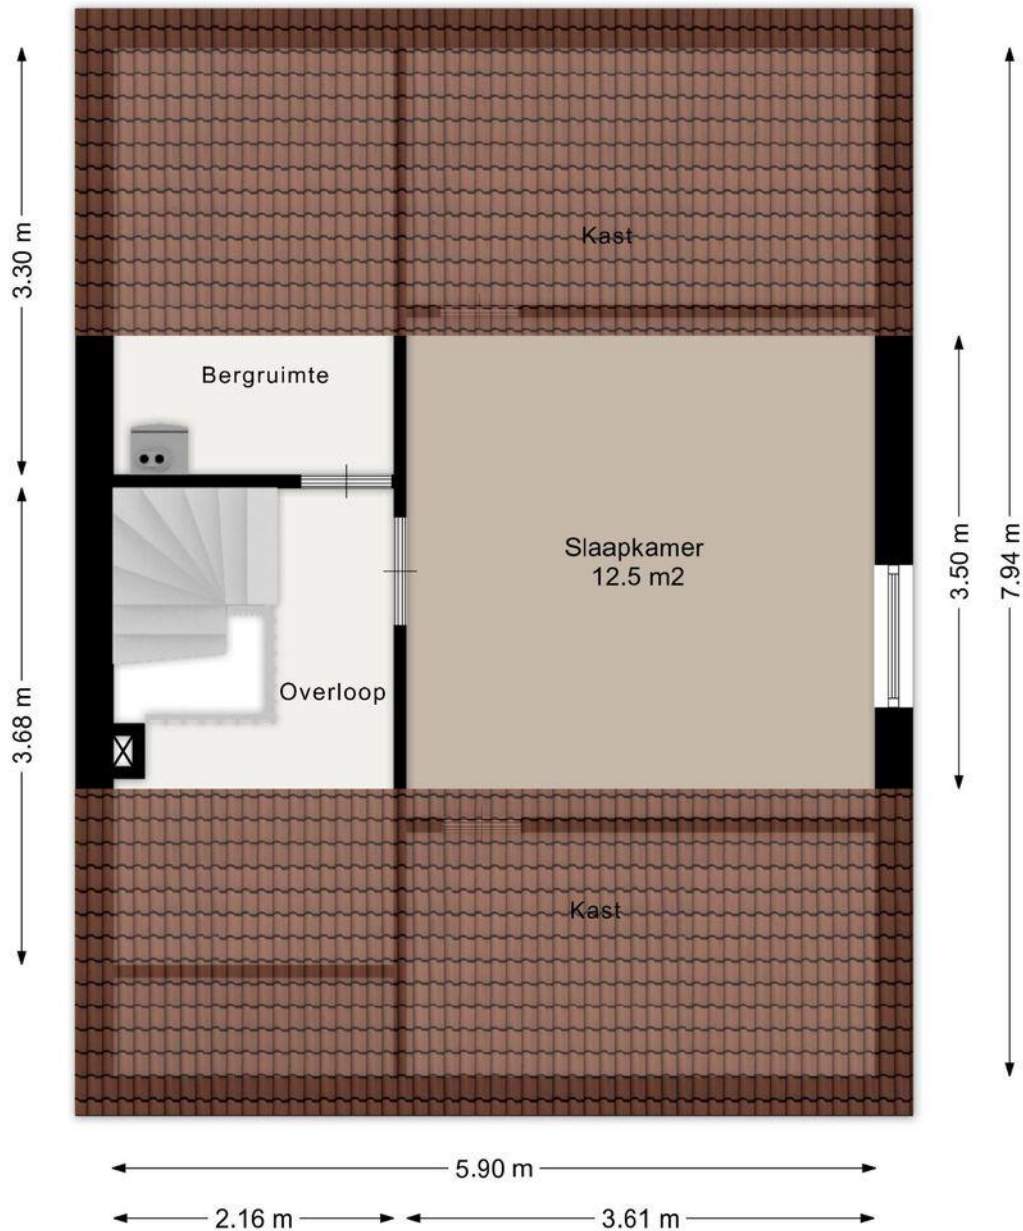 3.30 m
Kast
Bergruimte
Slaapkamer
12.5 m2
3.50 m
7.94 m
Overloop
3.68 m
Kast
5.90 m
2.16 m
3.61 m